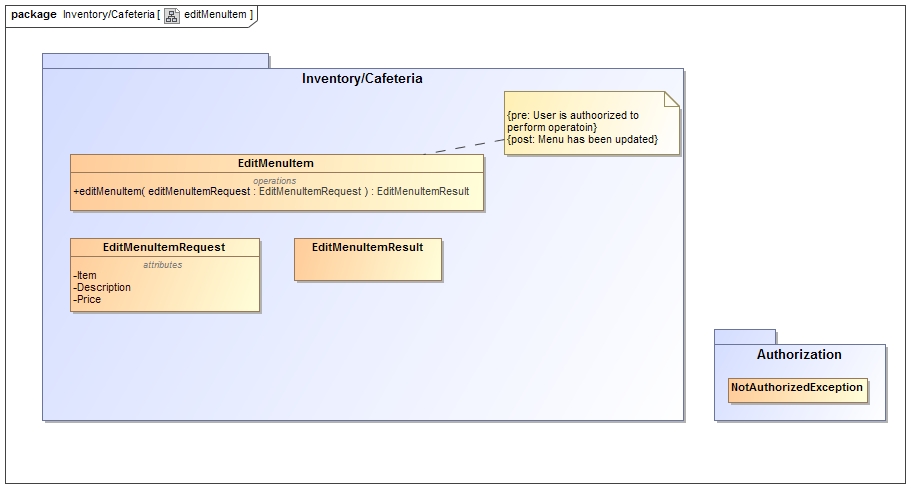 package Inventory/Cafeteria [ editMenuItem ]
Inventory/Cafeteria
{pre: User is authoorized to
perform operatoin}
{post: Menu has been updated}
EditMenuItem
operations
+editMenuItem( editMenuItemRequest : EditMenuItemRequest ) : EditMenuItemResult
EditMenuItemRequest
attributes
-Item
-Description
-Price
EditMenuItemResult
Authorization
NotAuthorizedException